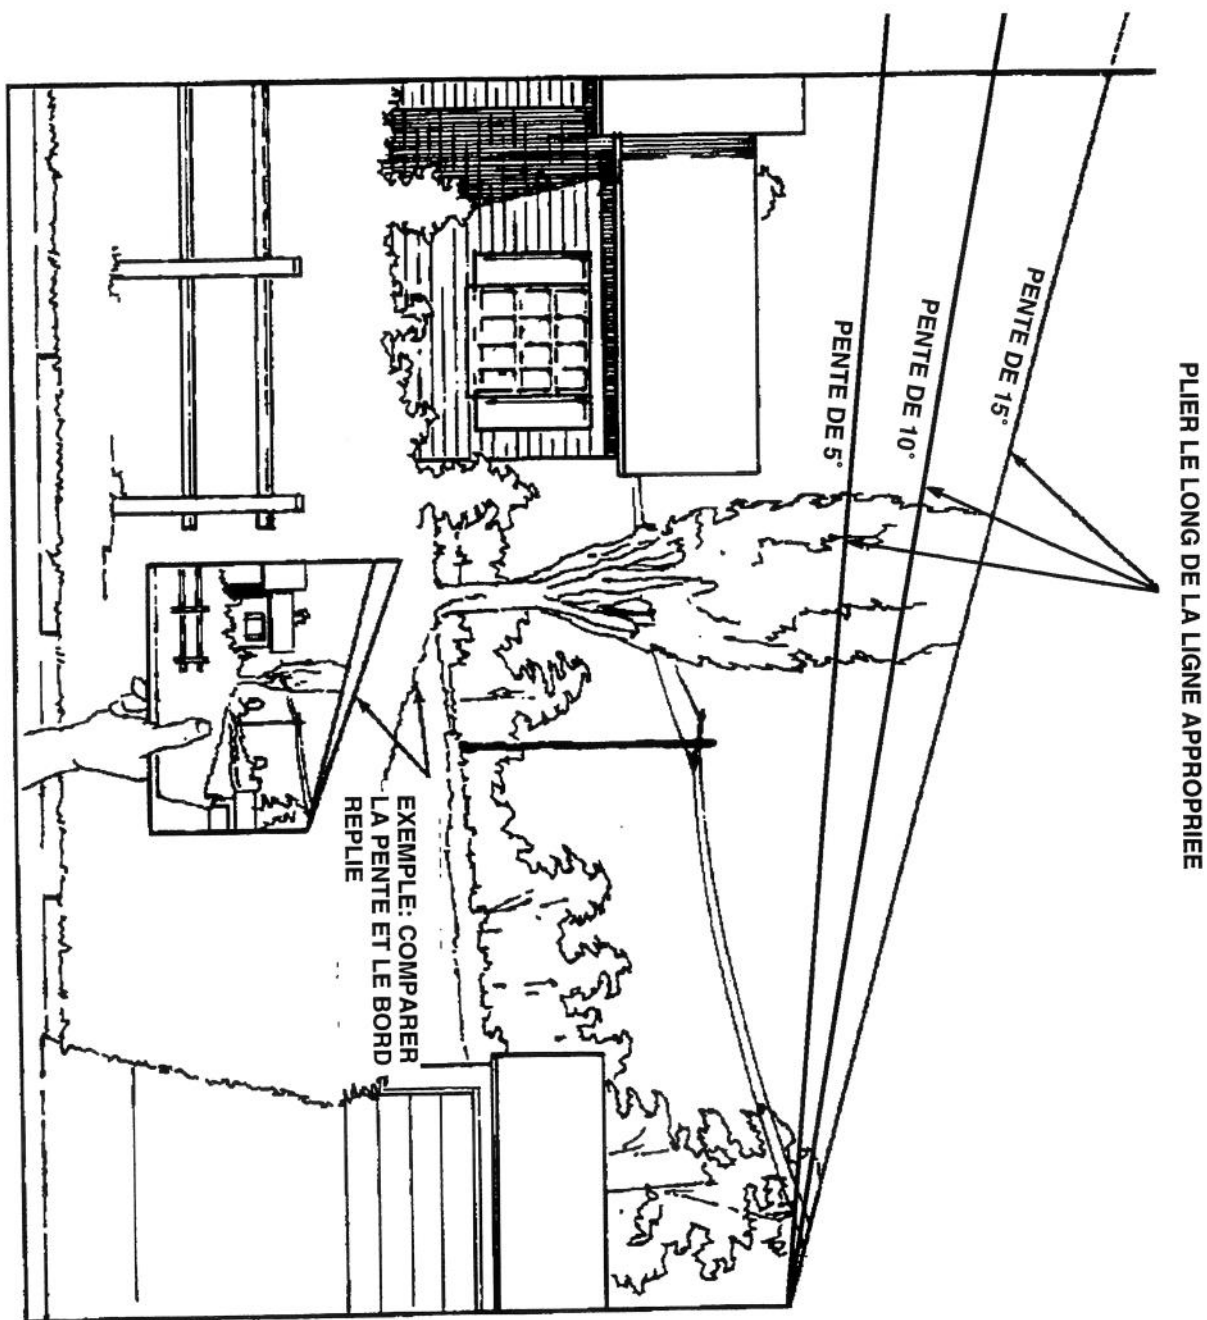 PLIER LE LONG DE LA LIGNE APPROPRIEE
PENTE DE 15°
PENTE DE 10°
PENTE DE 5°
EXEMPLE: COMPARER
LA PENTE ET LE BORD
REPLIE